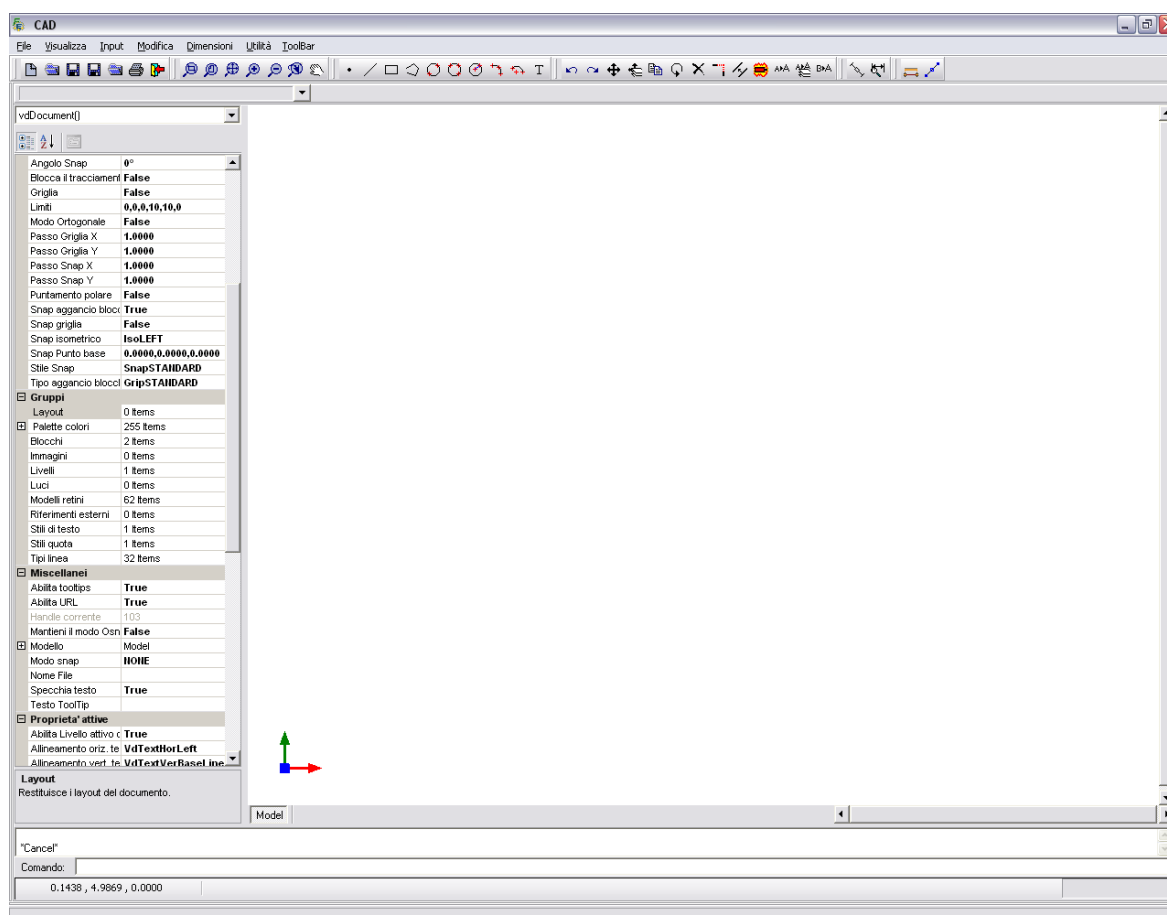 CAD
File Visualizza Input Modifica Dimensioni Utilità ToolBar
vdDocument()
Angolo Snap 0°
Blocca il tracciament False
Griglia False
Limiti 0,0,0,10,10,0
Modo Ortogonale False
Passo Griglia X 1.0000
Passo Griglia Y 1.0000
Passo Snap X 1.0000
Passo Snap Y 1.0000
Puntamento polare False
Snap aggancio blocc True
Snap griglia False
Snap isometrico IsoLEFT
Snap Punto base 0.0000,0.0000,0.0000
Stile Snap SnapSTANDARD
Tipo aggancio blocch GripSTANDARD
Gruppi
Layout 0 Items
Palette colori 255 Items
Blocchi 2 Items
Immagini 0 Items
Livelli 1 Items
Luci 0 Items
Modelli retini 62 Items
Riferimenti esterni 0 Items
Stili di testo 1 Items
Stili quota 1 Items
Tipi linea 32 Items
Miscellanei
Abilita tooltips True
Abilita URL True
Handle corrente 103
Mantieni il modo Osn False
Modello Model
Modo snap NONE
Nome File
Specchia testo True
Testo ToolTip
Proprieta' attive
Abilita Livello attivo c True
Allineamento oriz. te VdTextHorLeft
Allineamento vert. te VdTextVerBaseLine
Layout
Restituisce i layout del documento.
Model
"Cancel"
Comando:
0.1438 , 4.9869 , 0.0000